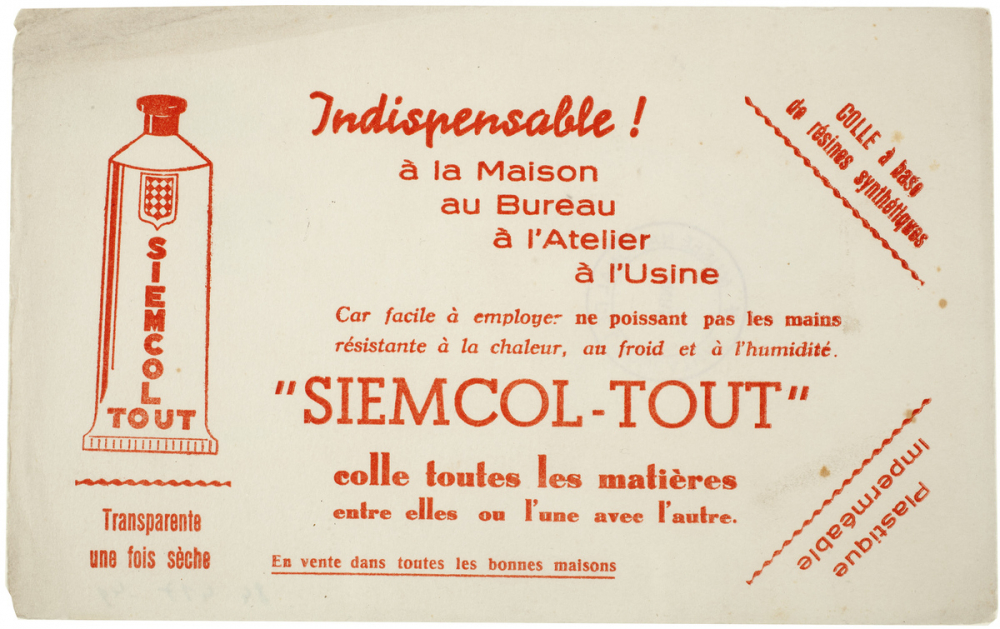 Indispensable !
à la Maison
au Bureau
à l'Atelier
à l'Usine
Car facile à employer ne poissant pas les mains
résistante à la chaleur, au froid et à l'humidité.
"SIEMCOL-TOUT"
colle toutes les matières
entre elles ou l'une avec l'autre.
En vente dans toutes les bonnes maisons
SIEMCOL
TOUT
Transparente
une fois sèche
COLLE à base
de résines synthétiques
Plastique
Imperméable